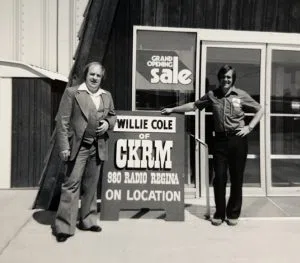 GRAND
OPENING
sale
WILLIE COLE
OF
CKRM
980 RADIO REGINA
ON LOCATION